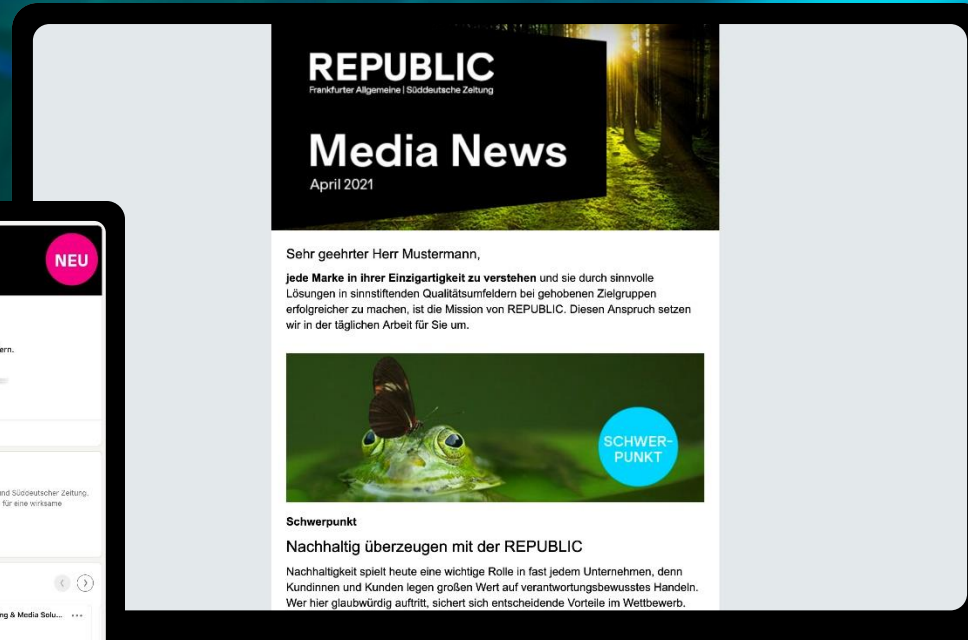 REPUBLIC
Frankfurter Allgemeine | Süddeutsche Zeitung
Media News
April 2021
Sehr geehrter Herr Mustermann,
jede Marke in ihrer Einzigartigkeit zu verstehen und sie durch sinnvolle
Lösungen in sinnstiftenden Qualitätsumfeldern bei gehobenen Zielgruppen
erfolgreicher zu machen, ist die Mission von REPUBLIC. Diesen Anspruch setzen
wir in der täglichen Arbeit für Sie um.
SCHWER-
PUNKT
Schwerpunkt
Nachhaltig überzeugen mit der REPUBLIC
Nachhaltigkeit spielt heute eine wichtige Rolle in fast jedem Unternehmen, denn
Kundinnen und Kunden legen großen Wert auf verantwortungsbewusstes Handeln.
Wer hier glaubwürdig auftritt, sichert sich entscheidende Vorteile im Wettbewerb.
NEU
ern.
und Süddeutscher Zeitung.
für eine wirksame
ng & Media Solu... ...